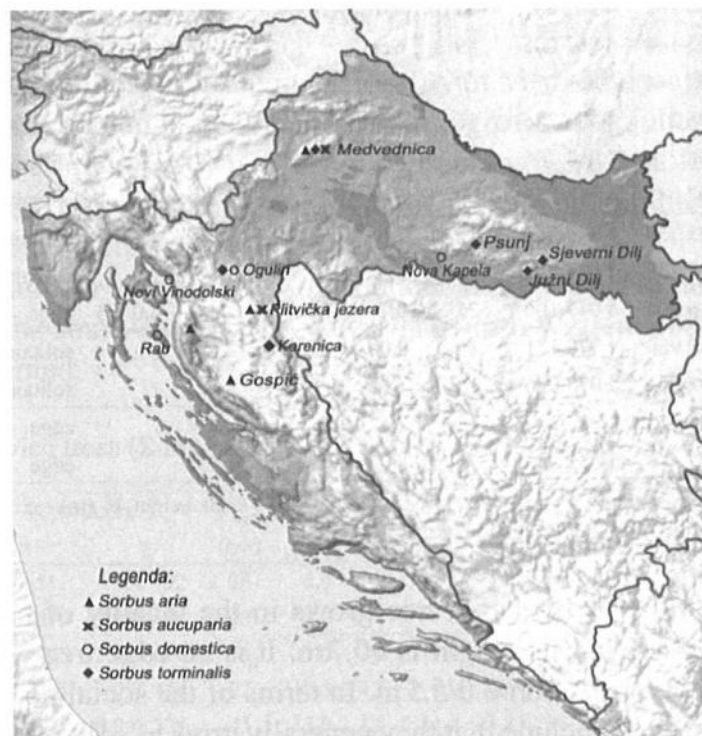 Medvednica
Psunj
Sjeverni Dilj
Ogulin
Nova Kapela
Južni Dilj
Novi Vinodolski
Plitvička jezera
Rab
Korenica
Gospić
Legenda:
Sorbus aria
Sorbus aucuparia
Sorbus domestica
Sorbus torminalis